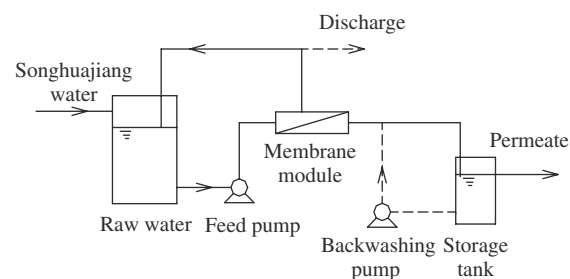 Discharge
Songhuajiang
water
Permeate
Membrane
module
Raw water
Feed pump
Backwashing
pump
Storage
tank